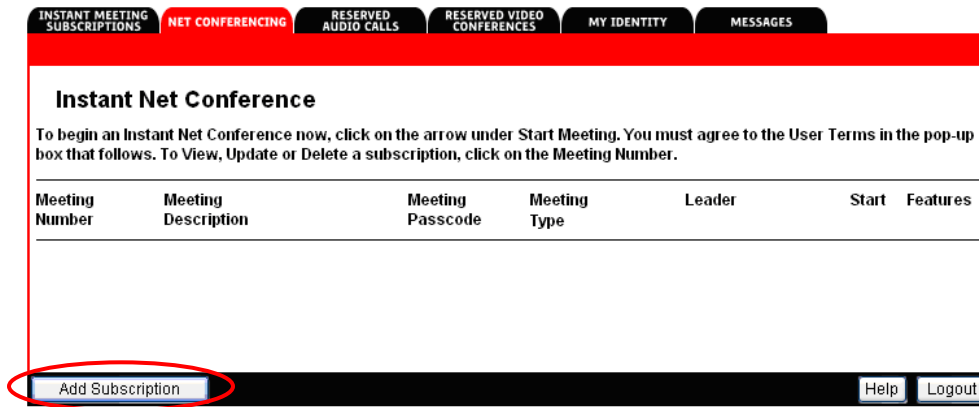 INSTANT MEETING
SUBSCRIPTIONS
NET CONFERENCING
RESERVED
AUDIO CALLS
RESERVED VIDEO
CONFERENCES
MY IDENTITY
MESSAGES
Instant Net Conference
To begin an Instant Net Conference now, click on the arrow under Start Meeting. You must agree to the User Terms in the pop-up
box that follows. To View, Update or Delete a subscription, click on the Meeting Number.
Meeting
Number
Meeting
Description
Meeting
Passcode
Meeting
Type
Leader
Start
Features
Add Subscription
Help
Logout